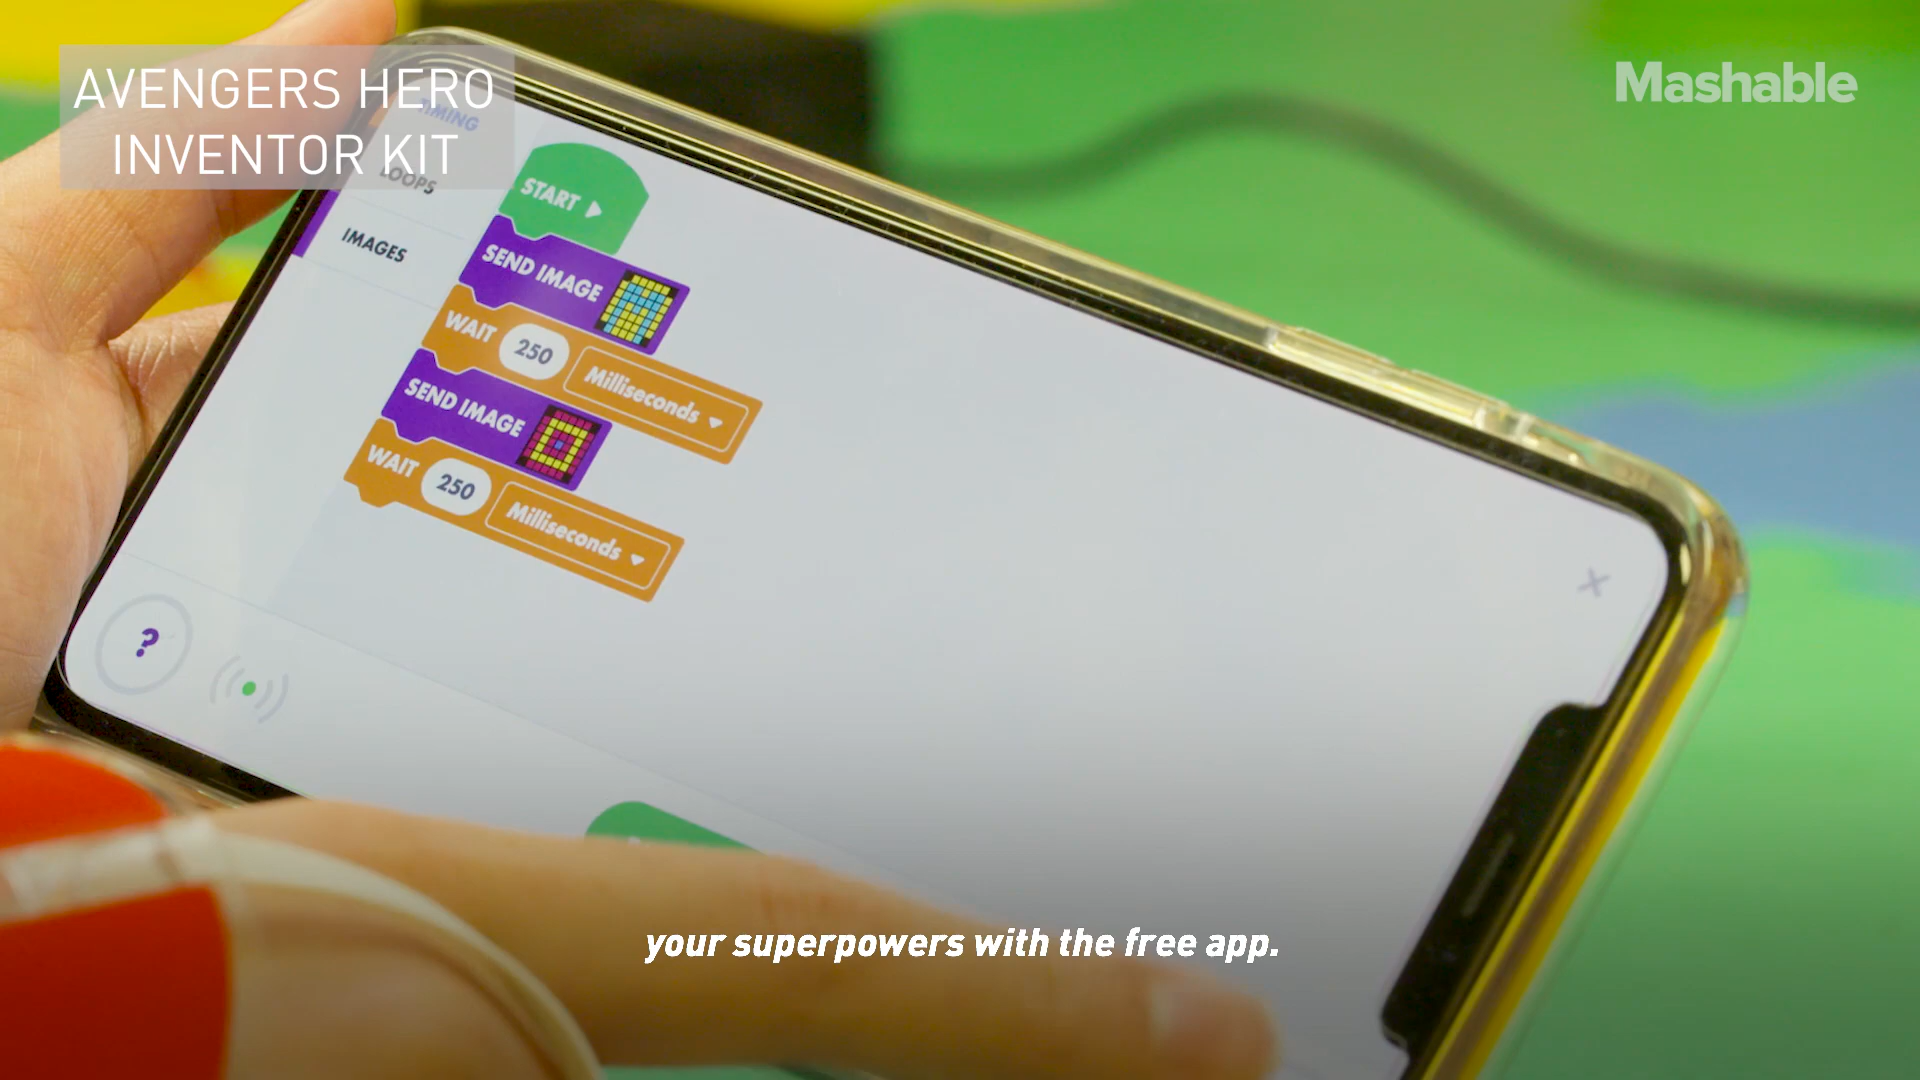 AVENGERS HERO
INVENTOR KIT
Mashable
TIMING
LOOPS
IMAGES
START
SEND IMAGE
WAIT 250 Milliseconds
SEND IMAGE
WAIT 250 Milliseconds
?
your superpowers with the free app.